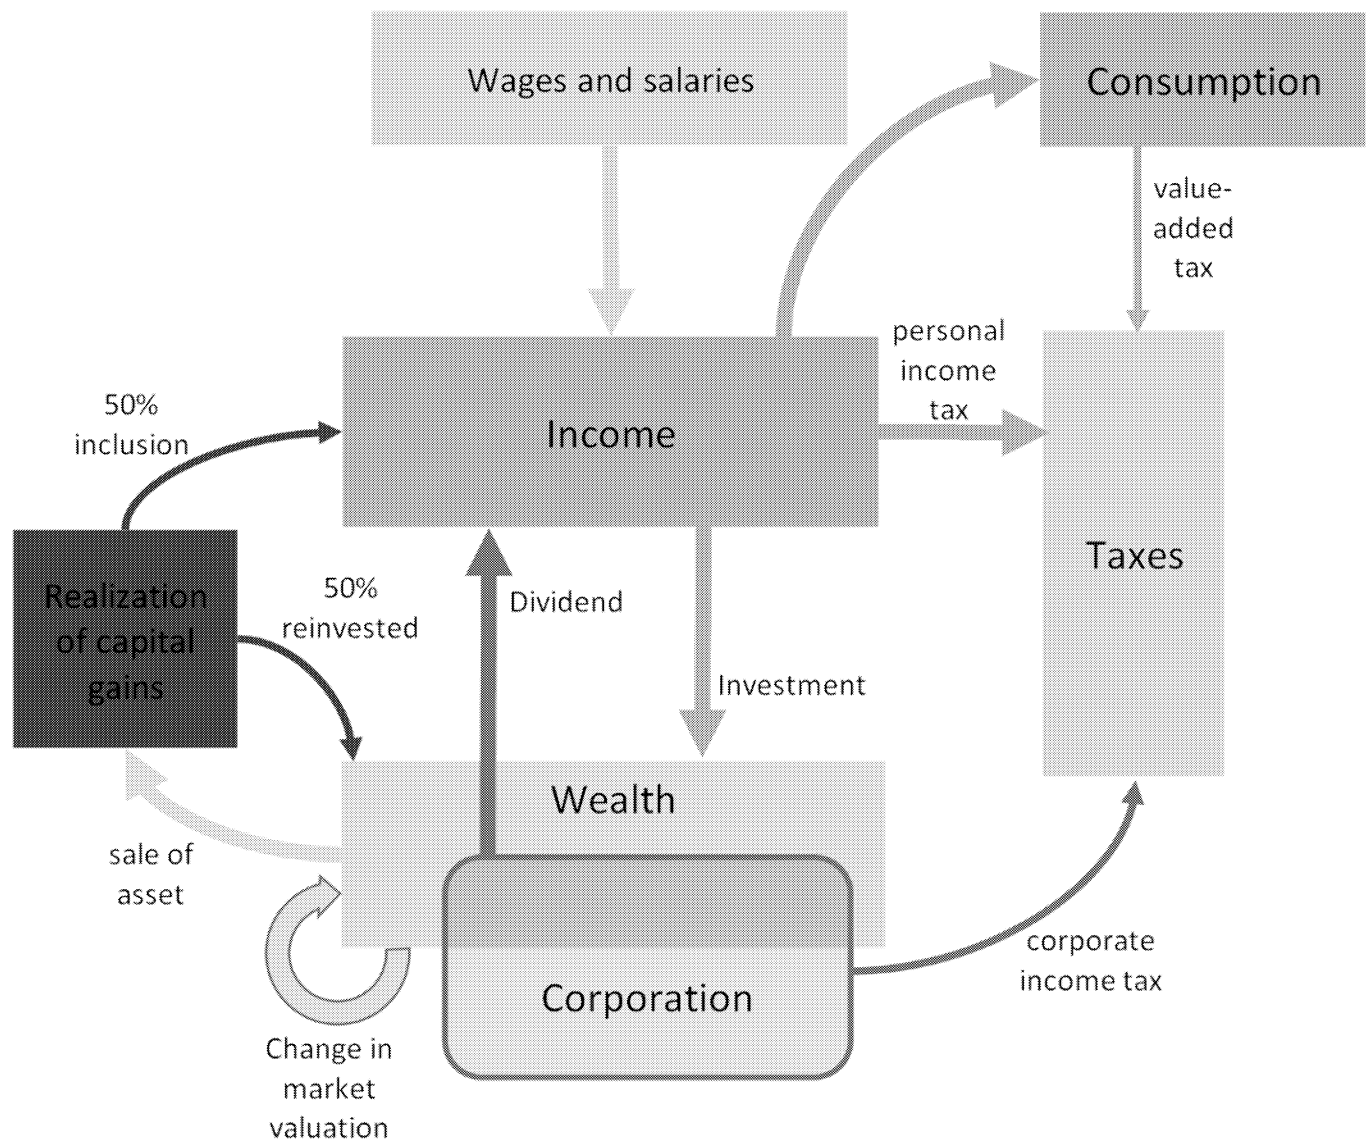 Wages and salaries
Consumption
value-
added
tax
personal
income
tax
50%
inclusion
Income
Taxes
Realization
of capital
gains
50%
reinvested
Dividend
Investment
Wealth
sale of
asset
corporate
income tax
Corporation
Change in
market
valuation